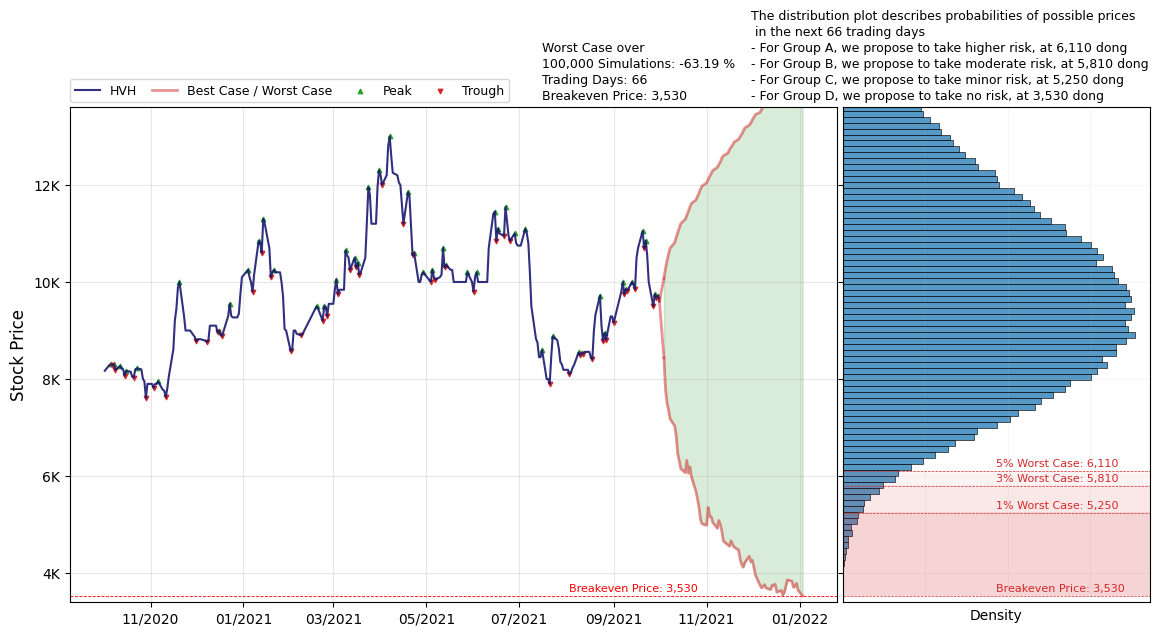 The distribution plot describes probabilities of possible prices
in the next 66 trading days
- For Group A, we propose to take higher risk, at 6,110 dong
- For Group B, we propose to take moderate risk, at 5,810 dong
- For Group C, we propose to take minor risk, at 5,250 dong
- For Group D, we propose to take no risk, at 3,530 dong
Worst Case over
100,000 Simulations: -63.19 %
Trading Days: 66
Breakeven Price: 3,530
HVH
Best Case / Worst Case
Peak
Trough
Stock Price
12K
10K
8K
6K
4K
Breakeven Price: 3,530
11/2020
01/2021
03/2021
05/2021
07/2021
09/2021
11/2021
01/2022
5% Worst Case: 6,110
3% Worst Case: 5,810
1% Worst Case: 5,250
Breakeven Price: 3,530
Density